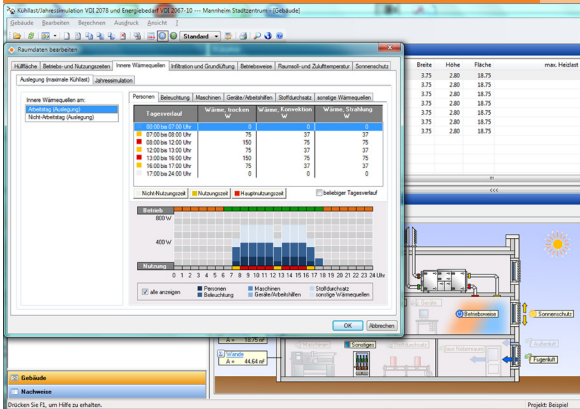 Kühllast/Jahressimulation VDI 2078 und Energiebedarf VDI 2067-10 --- Mannheim Stadtzentrum - [Gebäude]
Gebäude Bearbeiten Berechnen Ausdruck Ansicht ?
Standard
Raumdaten bearbeiten
Hüllfläche Betriebs- und Nutzungszeiten Innere Wärmequellen Infiltration und Grundlüftung Betriebsweise Raumsoll- und Zulufttemperatur Sonnenschutz
Auslegung (maximale Kühllast) Jahressimulation
Innere Wärmequellen am:
Arbeitstag (Auslegung)
Nicht-Arbeitstag (Auslegung)
Personen Beleuchtung Maschinen Geräte/Arbeitshilfen Stoffdurchsatz sonstige Wärmequellen
Tagesverlauf Wärme, trocken W Wärme, Konvektion W Wärme, Strahlung W
00:00 bis 07:00 Uhr 0 0 0
07:00 bis 08:00 Uhr 75 37 37
08:00 bis 12:00 Uhr 150 75 75
12:00 bis 13:00 Uhr 75 37 37
13:00 bis 16:00 Uhr 150 75 75
16:00 bis 17:00 Uhr 75 37 37
17:00 bis 24:00 Uhr 0 0 0
Nicht-Nutzungszeit Nutzungszeit Hauptnutzungszeit beliebiger Tagesverlauf
Betrieb
800 W
400 W
Nutzung
0 1 2 3 4 5 6 7 8 9 10 11 12 13 14 15 16 17 18 19 20 21 22 23 24 Uhr
alle anzeigen
Personen Maschinen Stoffdurchsatz
Beleuchtung Geräte/Arbeitshilfen sonstige Wärmequellen
OK Abbrechen
Breite Höhe Fläche max. Heizlast
3.75 2.80 18.75
3.75 2.80 18.75
3.75 2.80 18.75
3.75 2.80 18.75
3.75 2.80 18.75
3.75 2.80 18.75
3.75 2.80 18.75
<<<
Geräte
Betriebsweise
Sonnenschutz
A = 18.75 m²
Wände
A = 44.64 m²
Maschinen
Sonstiges
Stoffdurchsatz
Außenluft
Fugenluft
Gebäude
Nachweise
Drücken Sie F1, um Hilfe zu erhalten.
Projekt: Beispiel